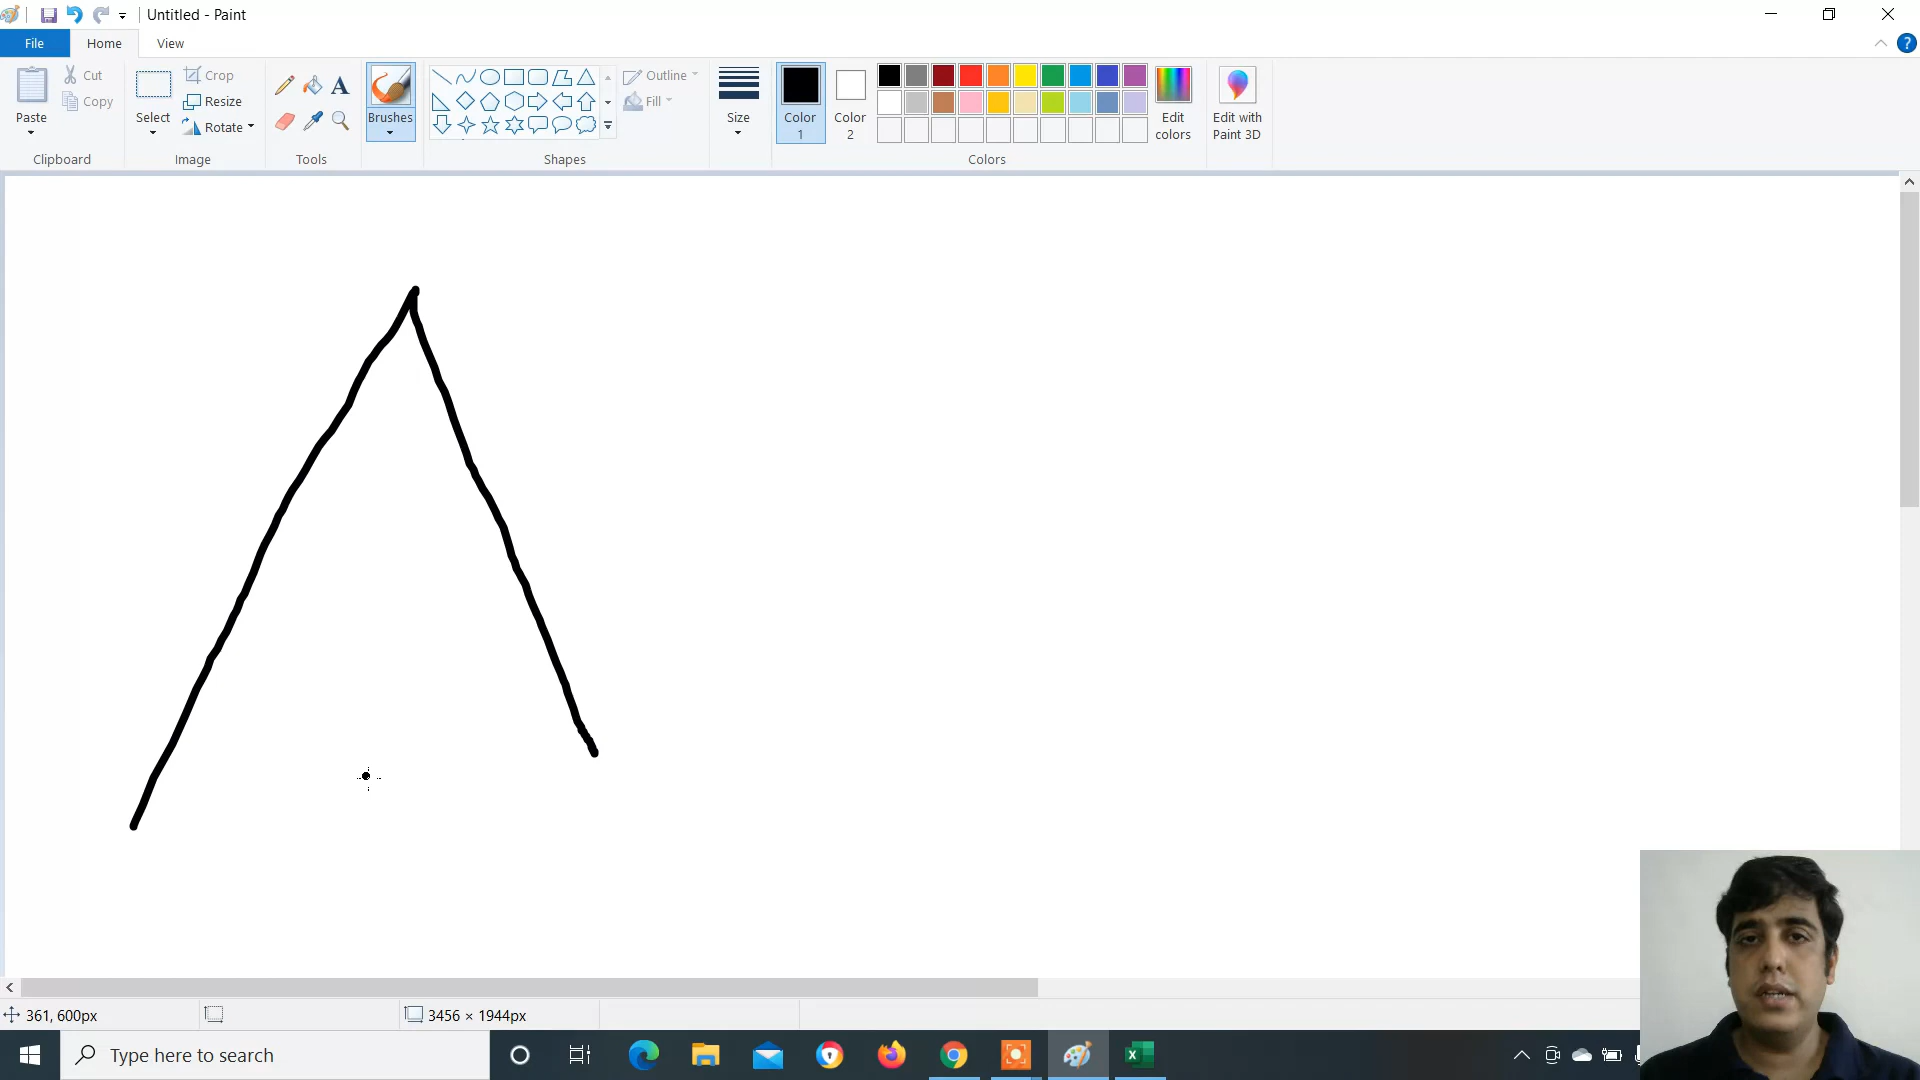 Untitled - Paint
File Home View
Paste
Cut
Copy
Clipboard
Select
Crop
Resize
Rotate
Image
A
Tools
Brushes
Outline
Fill
Shapes
Size
Color 1
Color 2
Edit colors
Colors
Edit with Paint 3D
?
361, 600px
3456 × 1944px
Type here to search